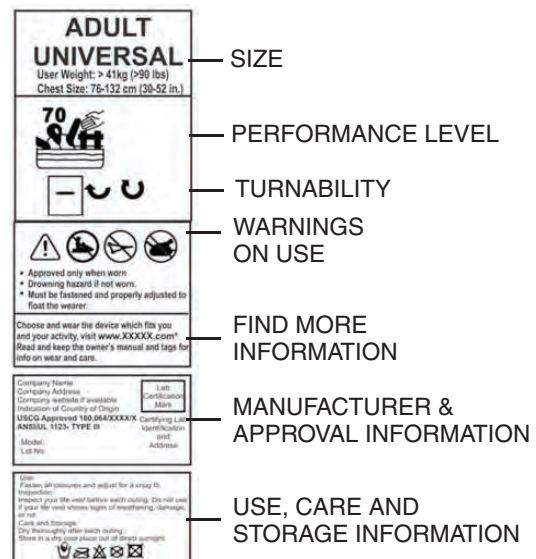 ADULT
UNIVERSAL
User Weight: > 41kg (>90 lbs)
Chest Size: 76-132 cm (30-52 in.)
SIZE
70
PERFORMANCE LEVEL
TURNABILITY
WARNINGS
ON USE
• Approved only when worn
• Drowning hazard if not worn.
• Must be fastened and properly adjusted to
float the wearer.
Choose and wear the device which fits you
and your activity, visit www.XXXXX.com*
Read and keep the owner's manual and tags for
info on wear and care.
FIND MORE
INFORMATION
Company Name
Company Address
Company website if available
Indication of Country of Origin
USCG Approved 160.064/XXXX/X
ANSI/UL 1123- TYPE III
Model:
Lot No
Lab
Certification
Mark
Certifying Lab
Identification
and
Address
MANUFACTURER &
APPROVAL INFORMATION
Use:
Fasten all closures and adjust for a snug fit.
Inspection:
Inspect your life vest before each outing. Do not use
if your life vest shows signs of weathering, damage,
or rot.
Care and Storage:
Dry thoroughly after each outing.
Store in a dry cool place out of direct sunlight.
USE, CARE AND
STORAGE INFORMATION